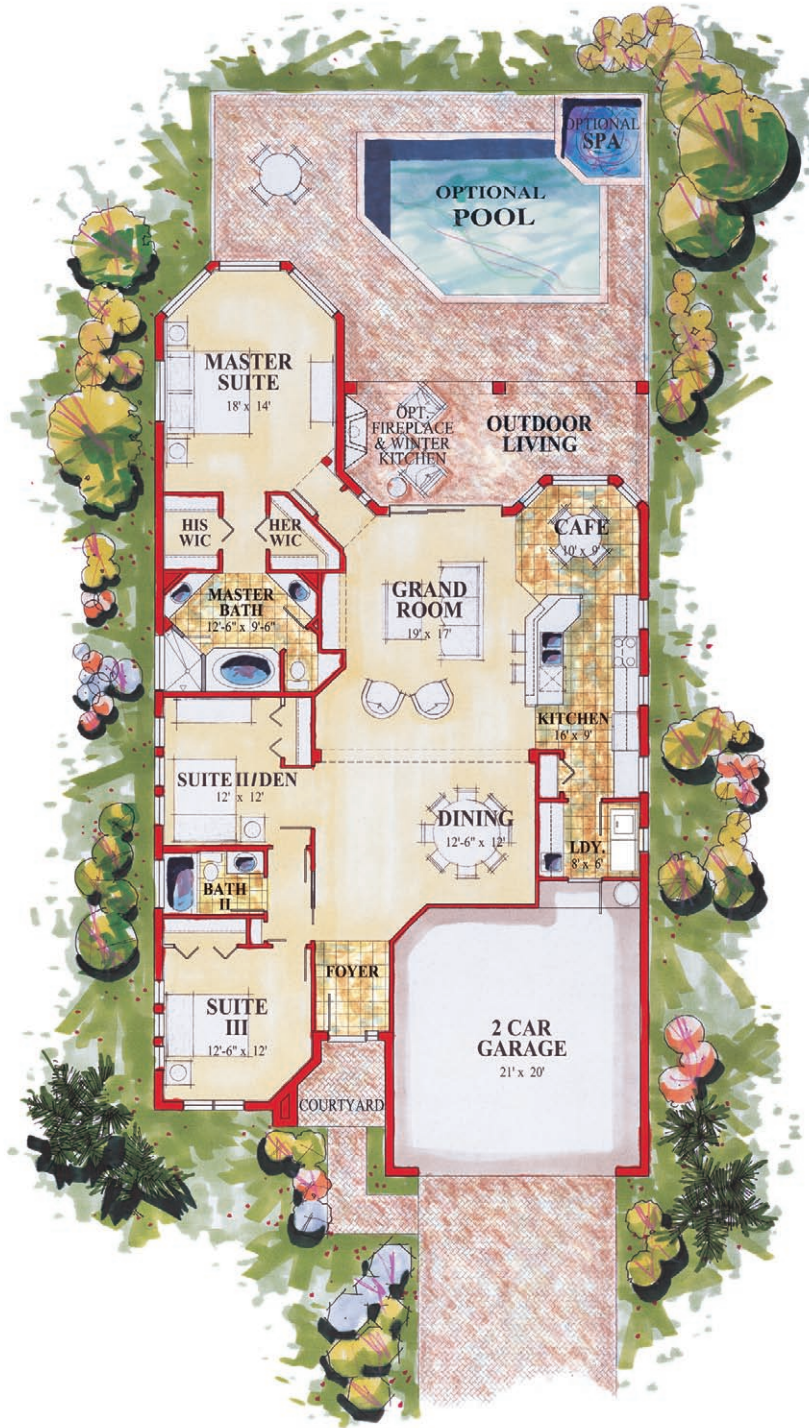 OPTIONAL
SPA
OPTIONAL
POOL
MASTER
SUITE
18' x 14'
OPT.
FIREPLACE
& WINTER
KITCHEN
OUTDOOR
LIVING
HIS
WIC
HER
WIC
CAFE
10' x 9'
MASTER
BATH
12'-6" x 9'-6"
GRAND
ROOM
19' x 17'
KITCHEN
16' x 9'
SUITE II/DEN
12' x 12'
DINING
12'-6" x 12'
LDY.
8' x 6'
BATH
II
FOYER
SUITE
III
12'-6" x 12'
2 CAR
GARAGE
21' x 20'
COURTYARD